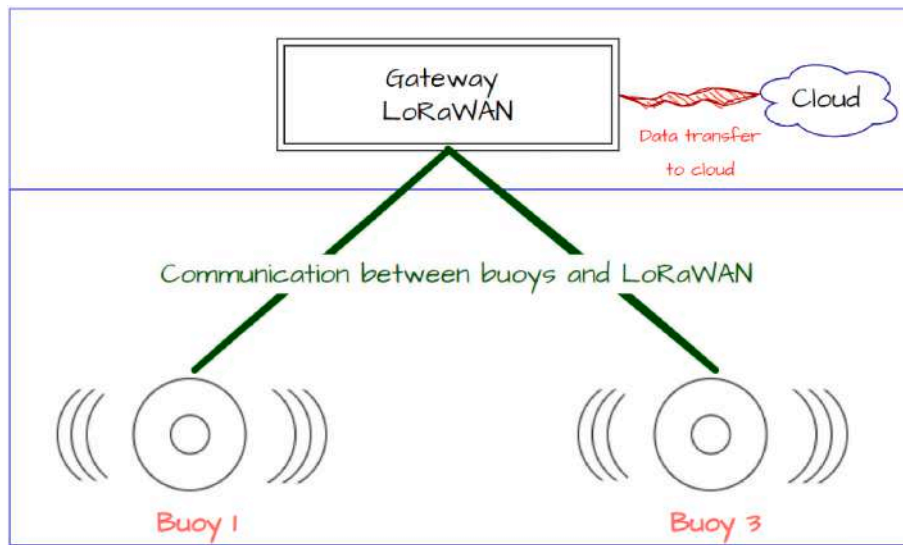 Gateway
LoRaWAN
Cloud
Data transfer
to cloud
Communication between buoys and LoRaWAN
Buoy 1
Buoy 3